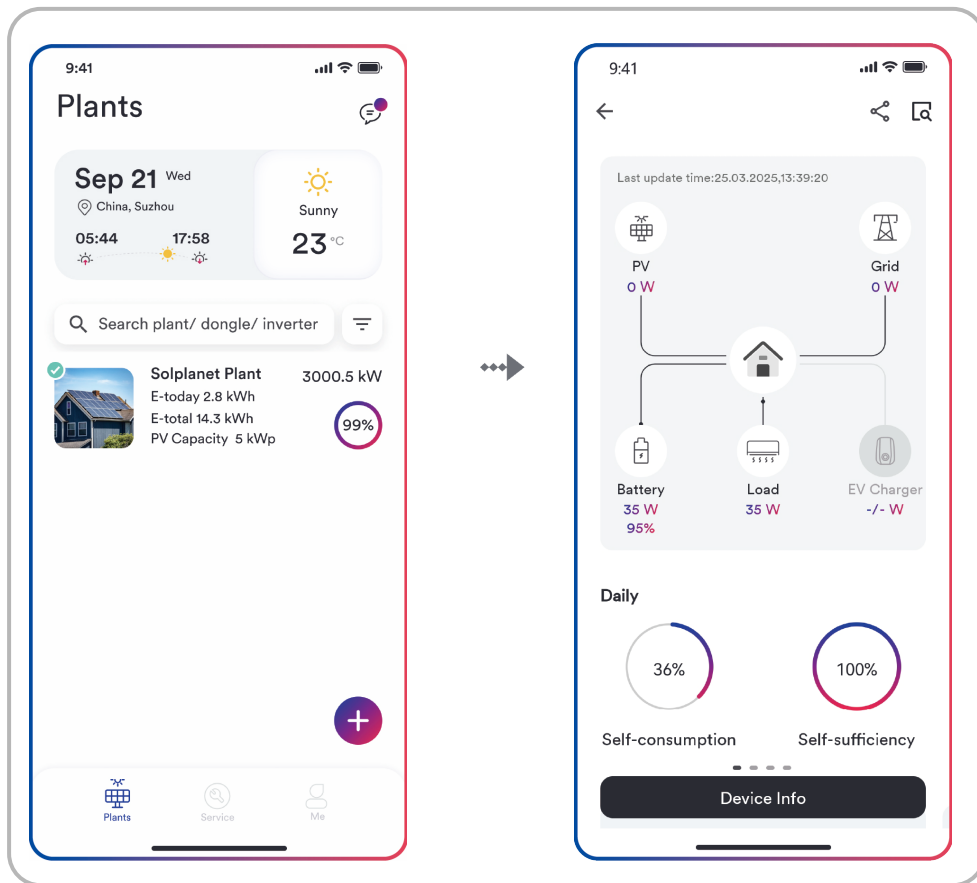 9:41
Plants
Sep 21 Wed
China, Suzhou
05:44 17:58
Sunny
23 °C
Search plant/ dongle/ inverter
Solplanet Plant
3000.5 kW
E-today 2.8 kWh
E-total 14.3 kWh
PV Capacity 5 kWp
99%
Plants
Service
Me
9:41
Last update time:25.03.2025,13:39:20
PV
0 W
Grid
0 W
Battery
35 W
95%
Load
35 W
EV Charger
-/- W
Daily
36%
100%
Self-consumption
Self-sufficiency
Device Info